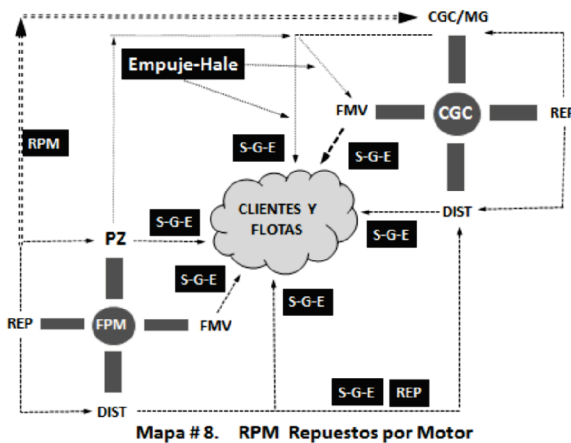 CGC/MG
Empuje-Hale
FMV
CGC
REP
RPM
S-G-E
S-G-E
CLIENTES Y
FLOTAS
DIST
S-G-E
S-G-E
PZ
S-G-E
S-G-E
REP
FPM
FMV
S-G-E
REP
DIST
Mapa # 8. RPM Repuestos por Motor